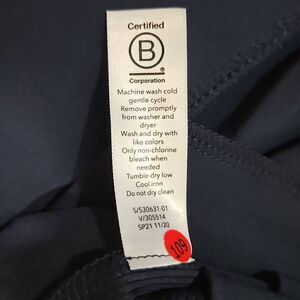 Certified
B
Corporation
Machine wash cold
gentle cycle
Remove promptly
from washer and
dryer
Wash and dry with
like colors
Only non-chlorine
bleach when
needed
Tumble dry low
Cool iron
Do not dry clean
S/530631-01
V/305514
SP21 11/20
109